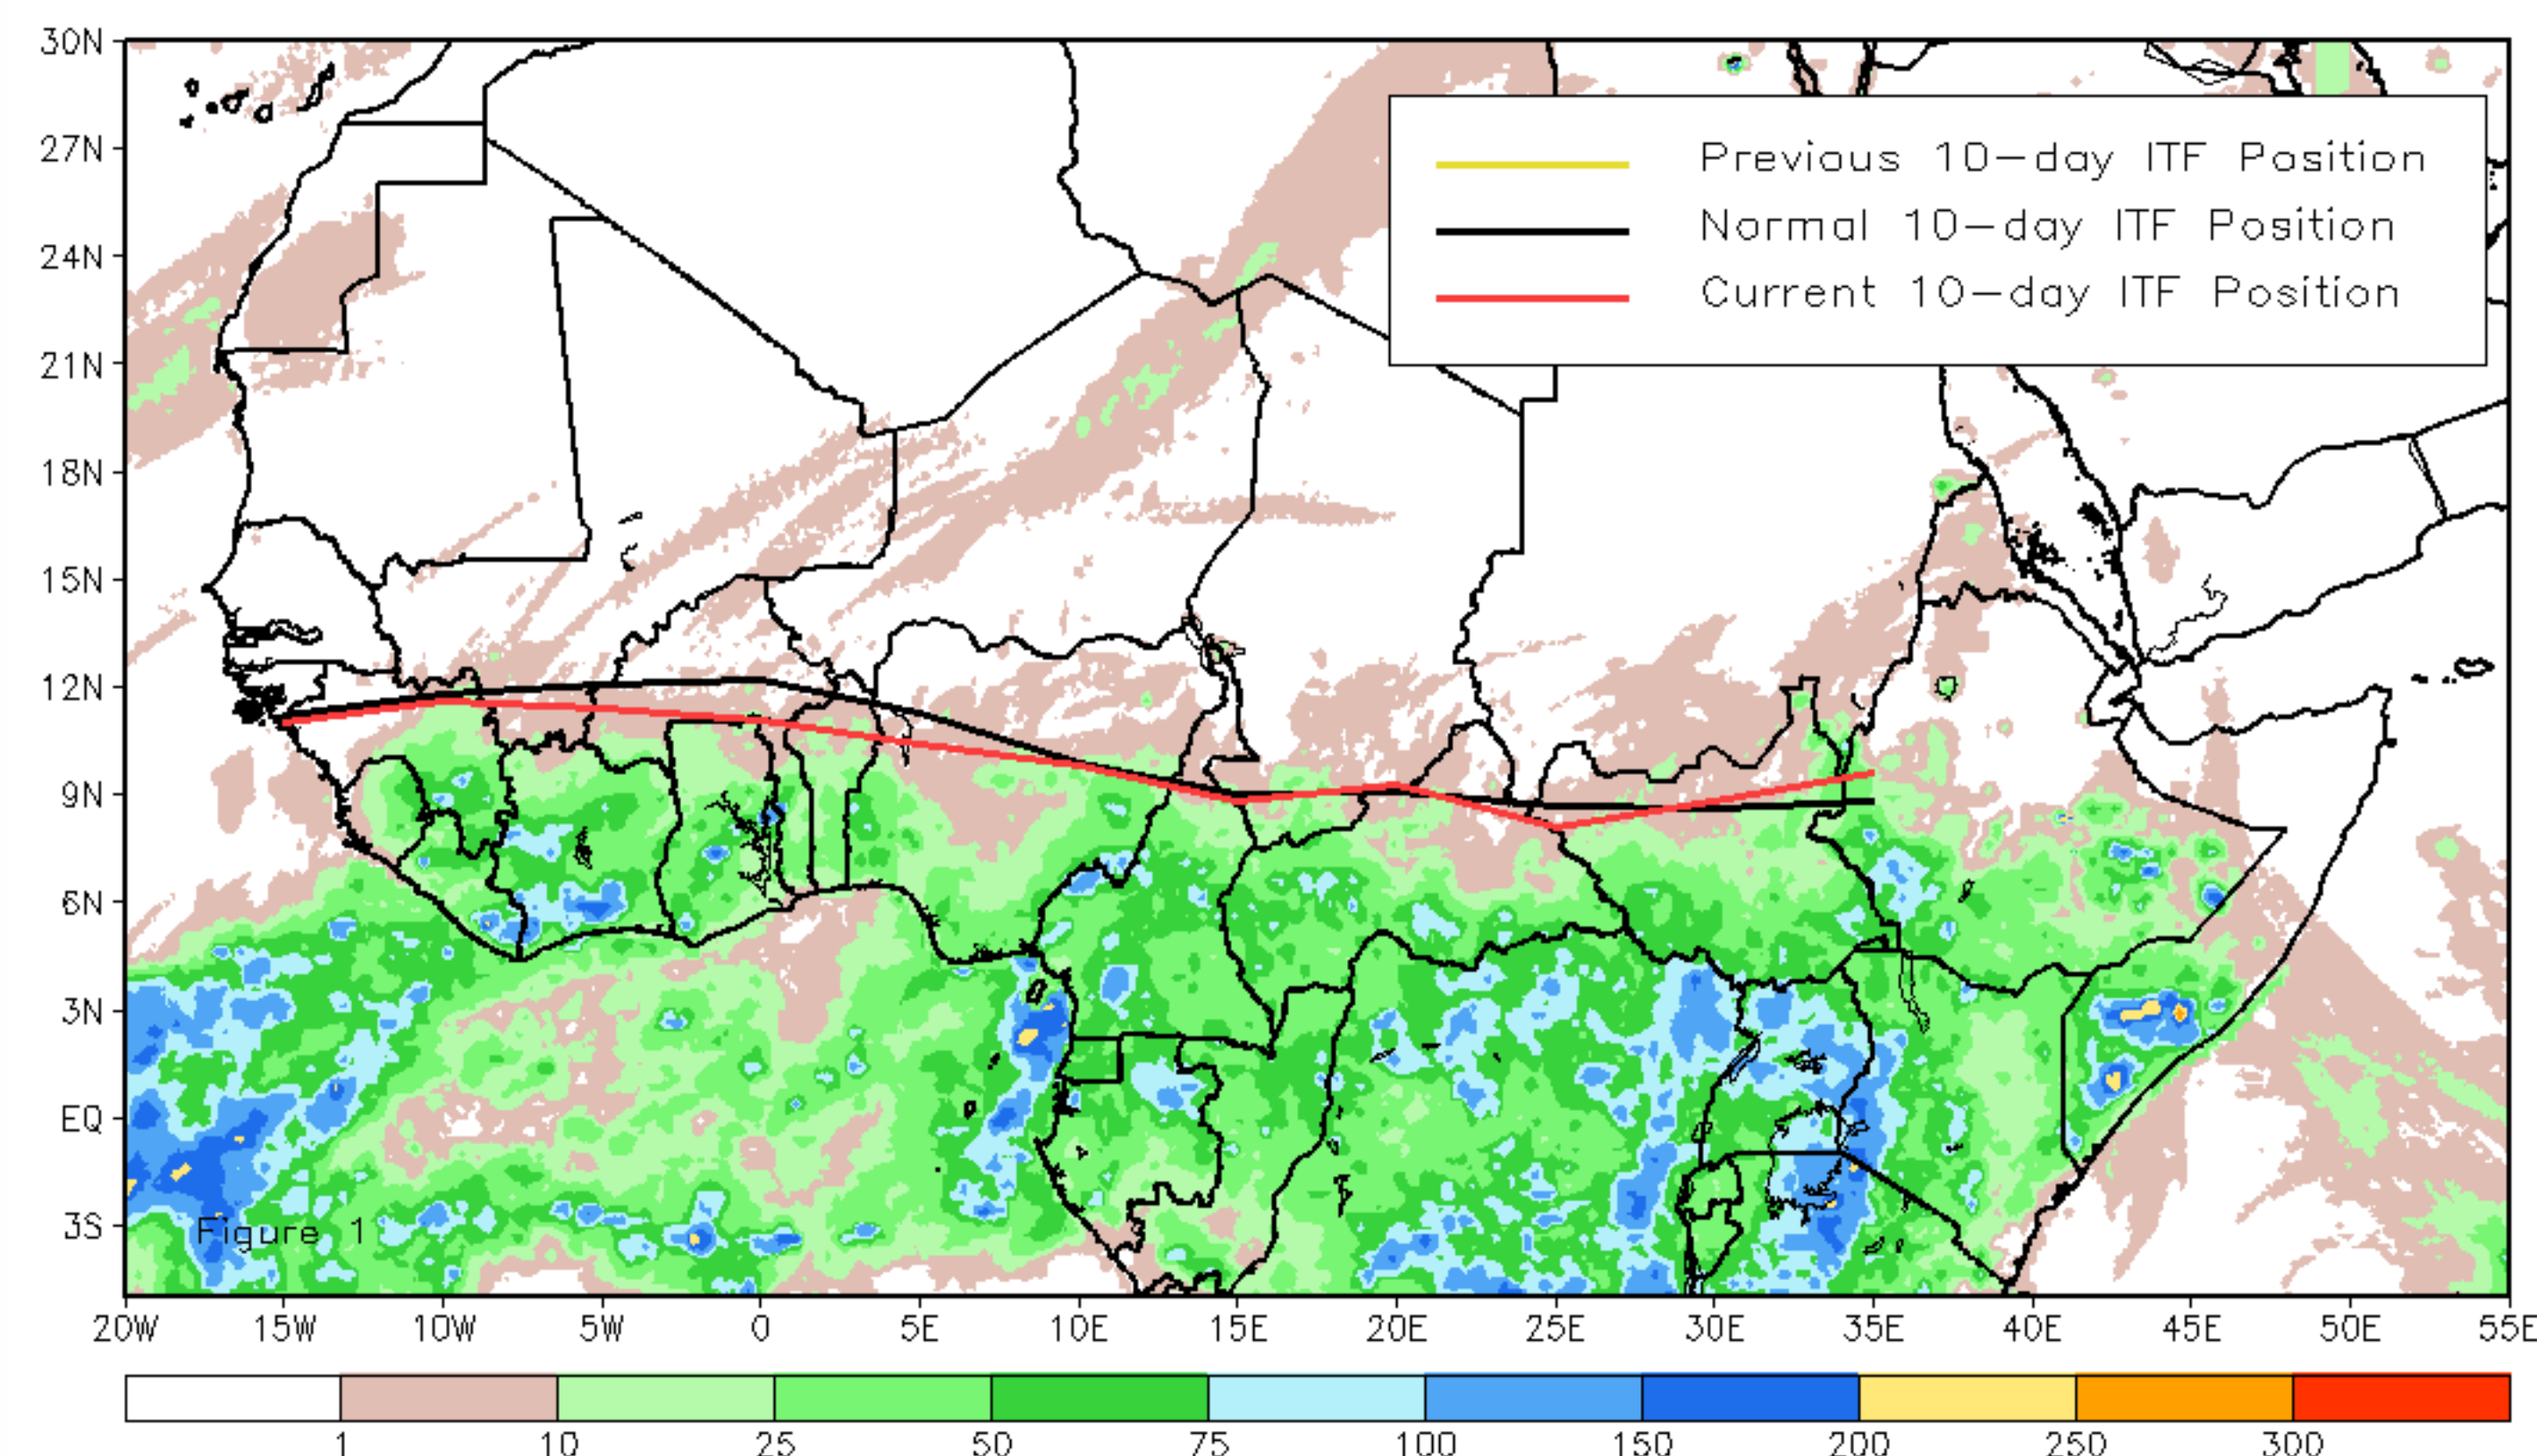 30N
27N
24N
21N
18N
15N
12N
9N
6N
3N
EQ
3S
Previous 10-day ITF Position
Normal 10-day ITF Position
Current 10-day ITF Position
Figure 1
20W 15W 10W 5W 0 5E 10E 15E 20E 25E 30E 35E 40E 45E 50E 55E
1 10 25 50 75 100 150 200 250 300